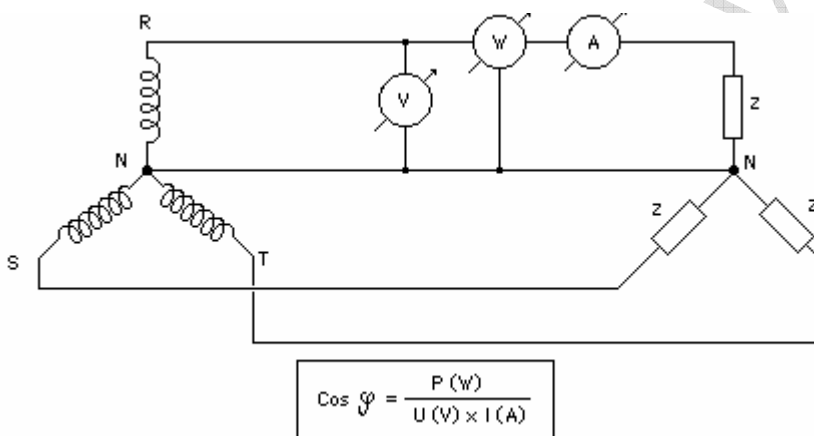 R
W A
V
Z
N N
Z Z
S T
Cos φ = P(W)
U(V) × I(A)